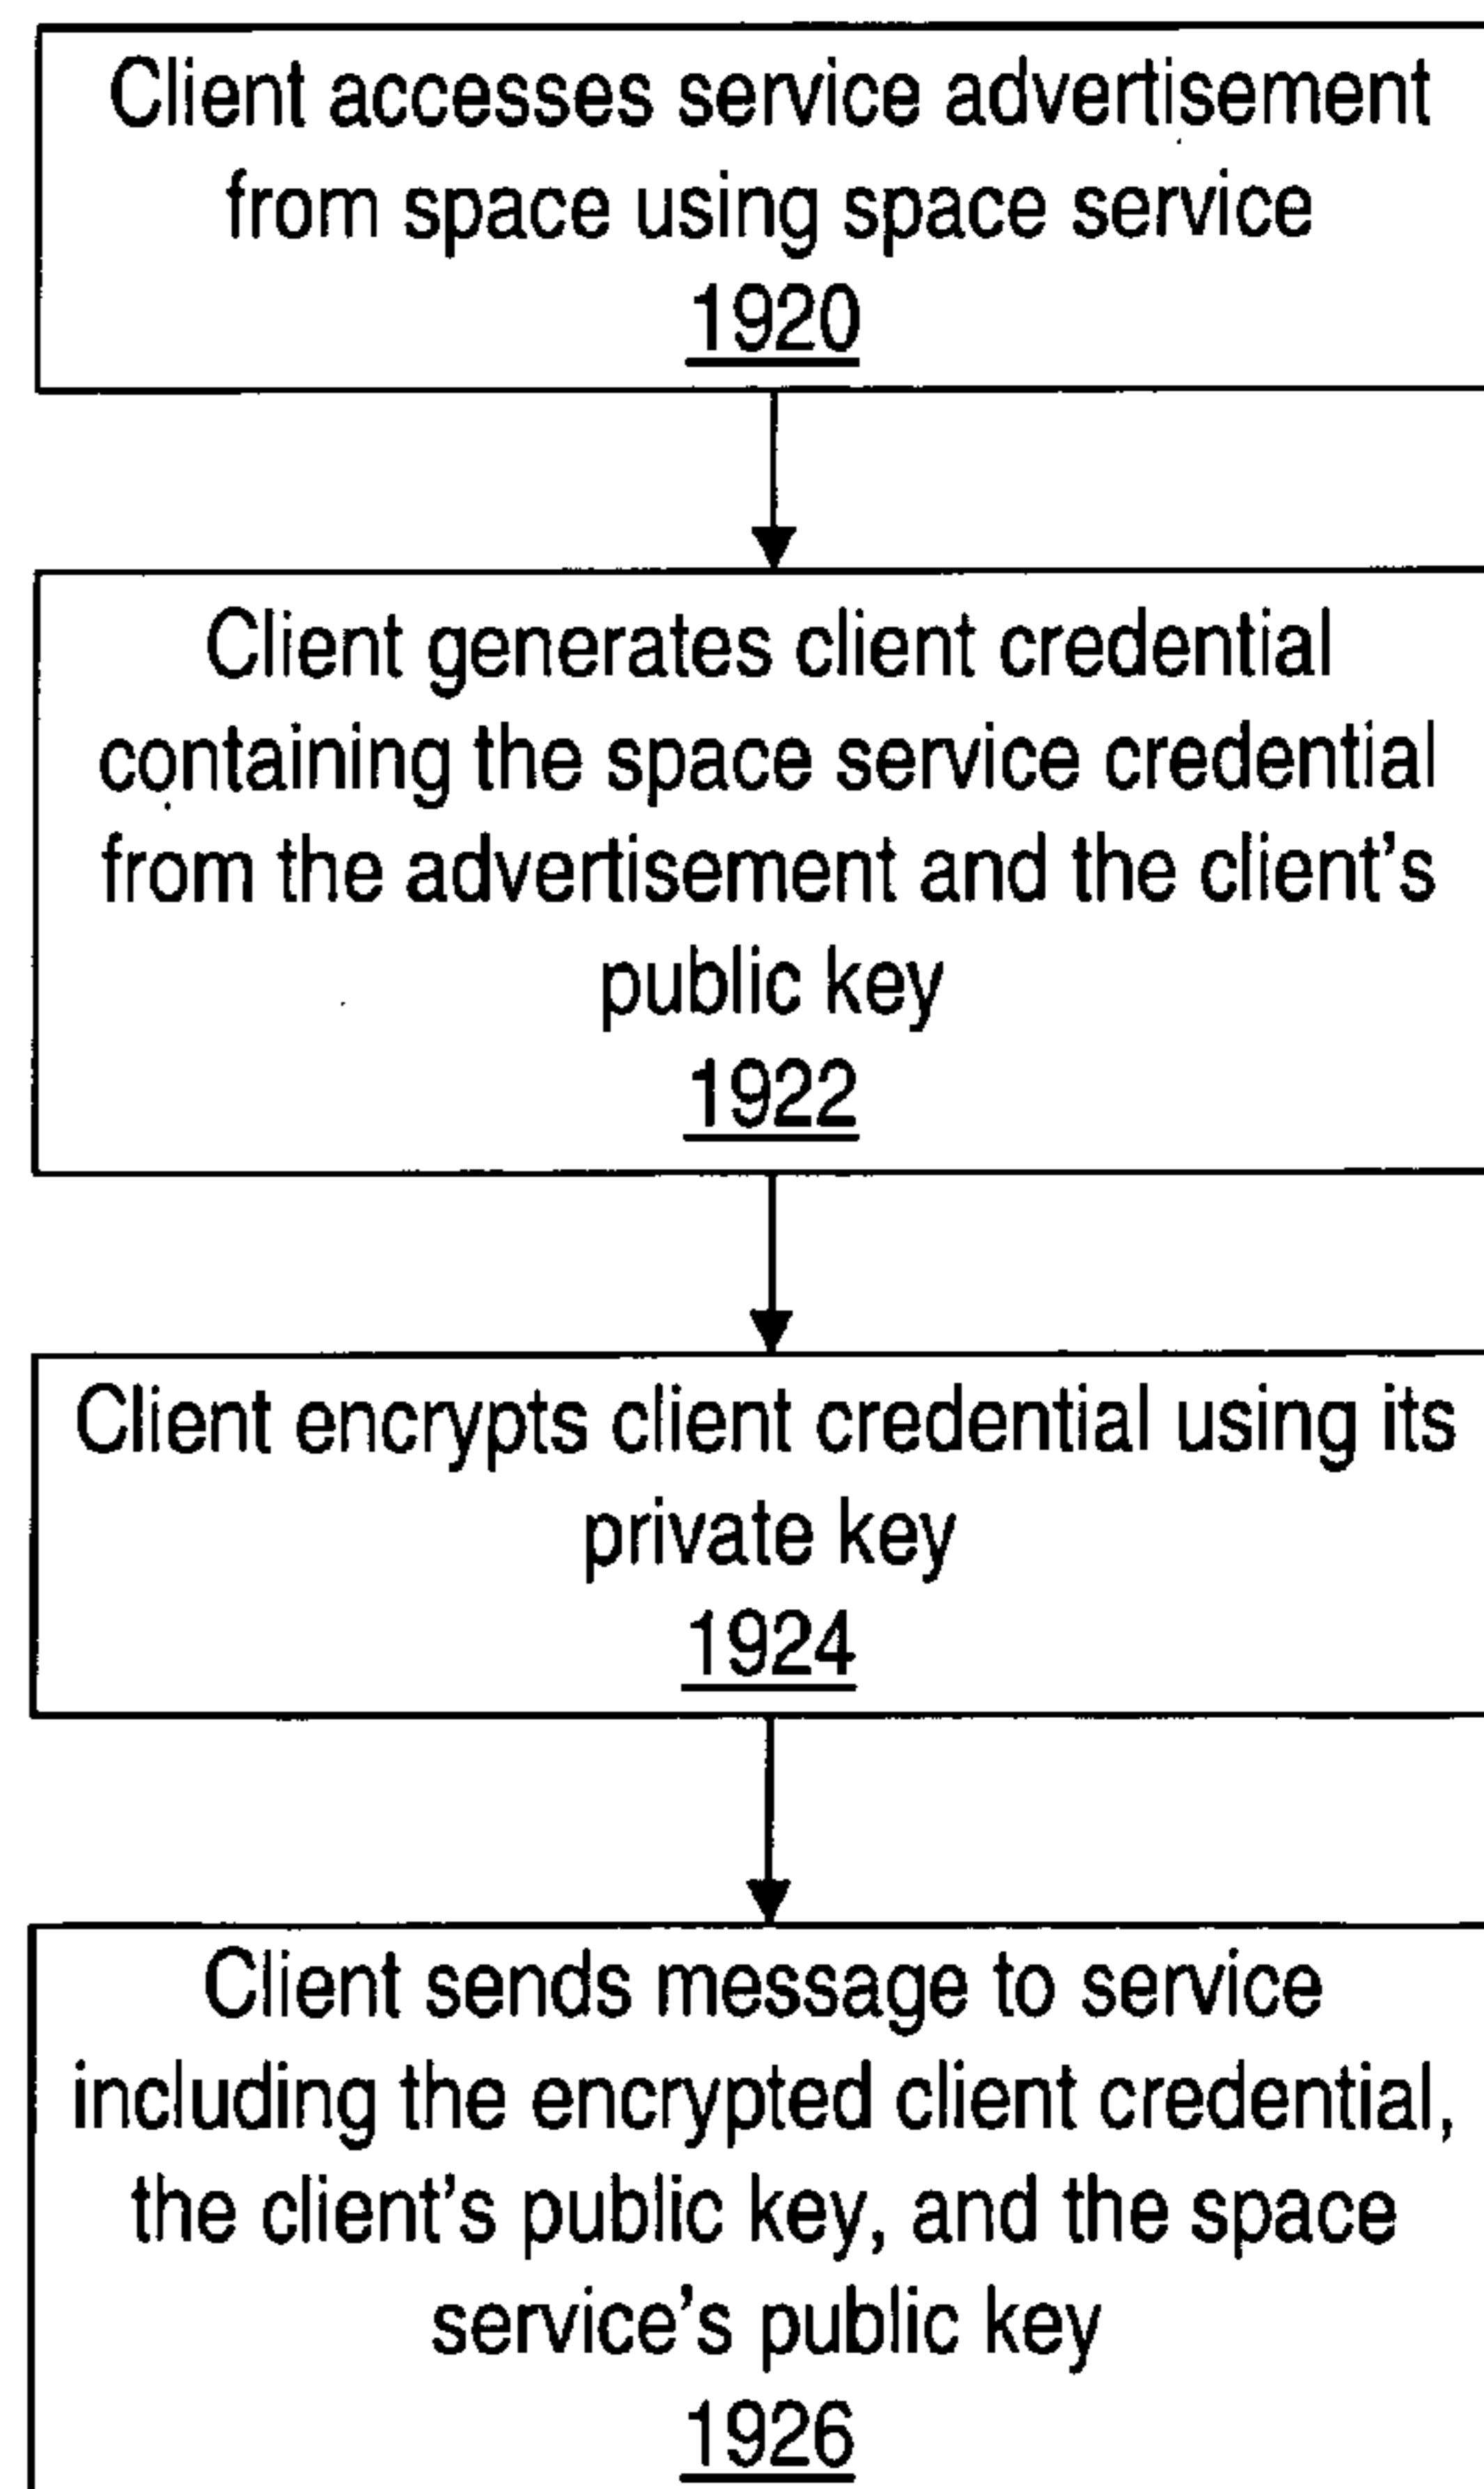 Client accesses service advertisement
from space using space service
1920
Client generates client credential
containing the space service credential
from the advertisement and the client's
public key
1922
Client encrypts client credential using its
private key
1924
Client sends message to service
including the encrypted client credential,
the client's public key, and the space
service's public key
1926